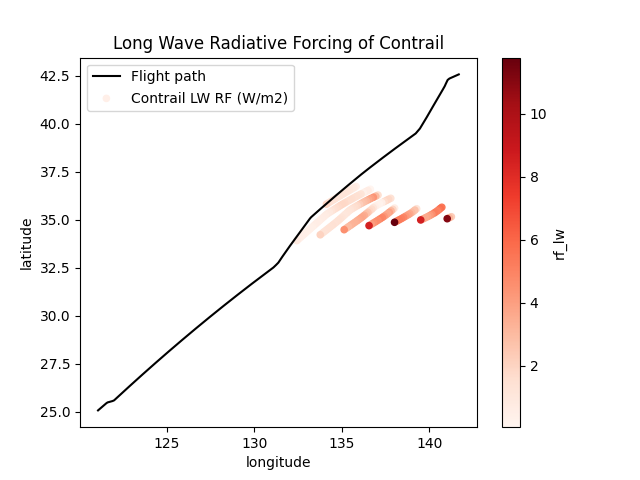 Long Wave Radiative Forcing of Contrail
Flight path
Contrail LW RF (W/m2)
42.5
40.0
37.5
35.0
32.5
30.0
27.5
25.0
latitude
125
130
135
140
longitude
10
8
6
4
2
rf_lw